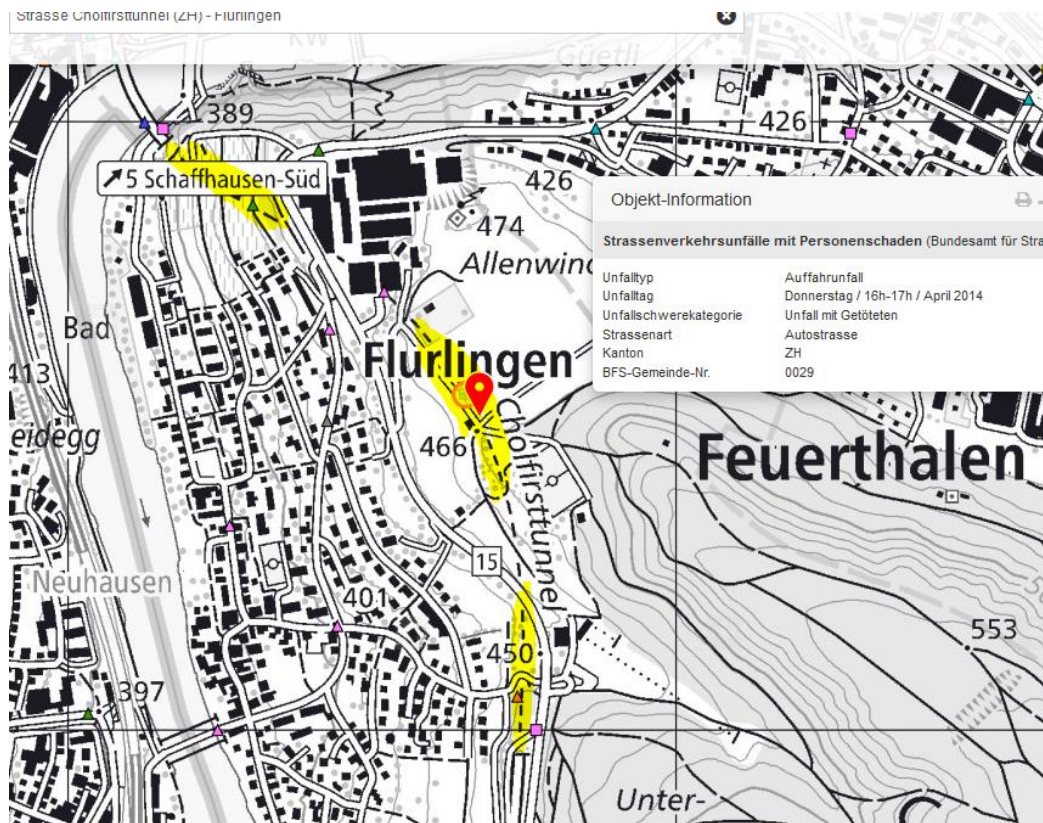 Strasse Cholfirsttunnel (ZH) - Flurlingen
KW
Güetli
389
426
5 Schaffhausen-Süd
426
Objekt-Information
474
Allenwind
Strassenverkehrsunfälle mit Personenschaden (Bundesamt für Stra
Unfalltyp Auffahrunfall
Unfalltag Donnerstag / 16h-17h / April 2014
Unfallschwerekategorie Unfall mit Getöteten
Strassenart Autostrasse
Kanton ZH
BFS-Gemeinde-Nr. 0029
Bad
Flurlingen
413
eidegg
466
Cholfirsttunnel
Feuerthalen
15
Neuhausen
401
553
450
397
Unter-